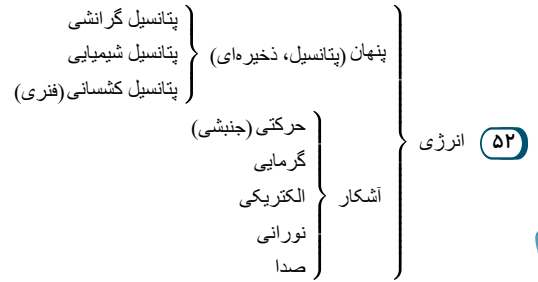 ۵۲ انرژی
پنهان (پتانسیل، ذخیره‌ای)
پتانسیل گرانشی
پتانسیل شیمیایی
پتانسیل کشسانی (فنری)
آشکار
حرکتی (جنبشی)
گرمایی
الکتریکی
نورانی
صدا